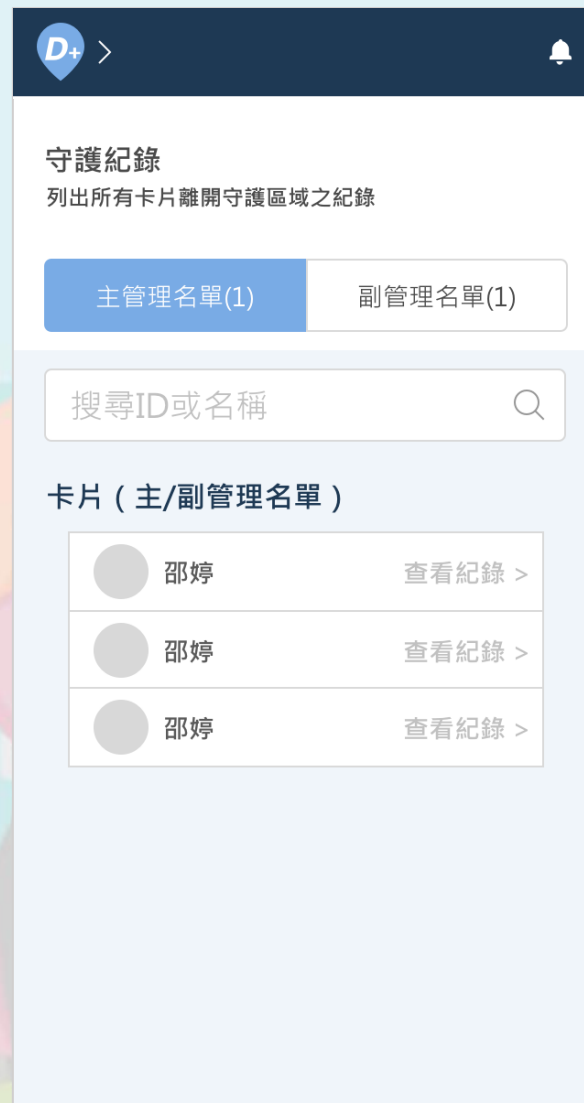 D+ >
守護紀錄
列出所有卡片離開守護區域之紀錄
主管理名單(1) 副管理名單(1)
搜尋ID或名稱
卡片（主/副管理名單）
邵婷 查看紀錄 >
邵婷 查看紀錄 >
邵婷 查看紀錄 >